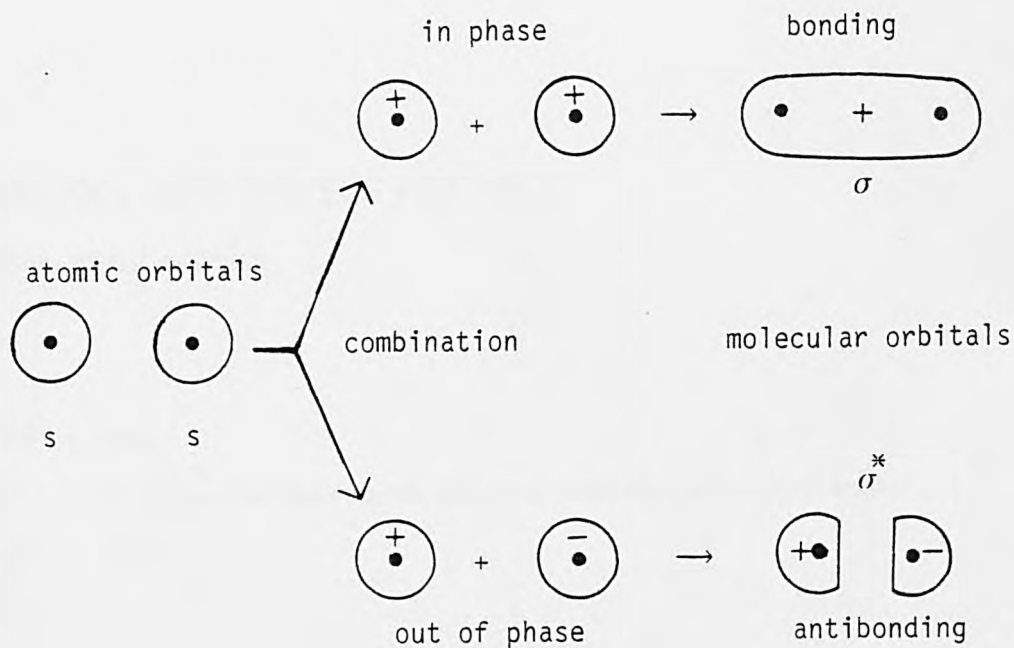 in phase
bonding
+ + + → +
σ
atomic orbitals
combination
molecular orbitals
s s
σ*
+ + − → + −
out of phase
antibonding